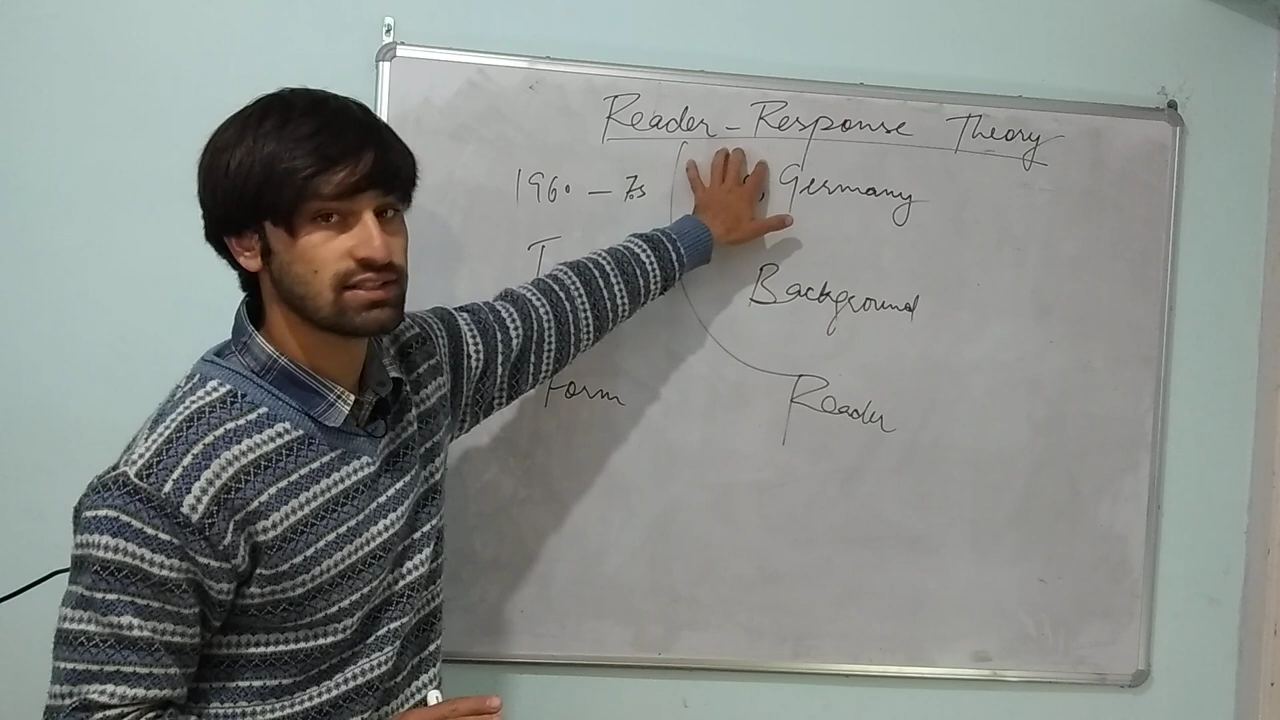 Reader-Response Theory
1960 - 70s Germany
Background
Form Reader